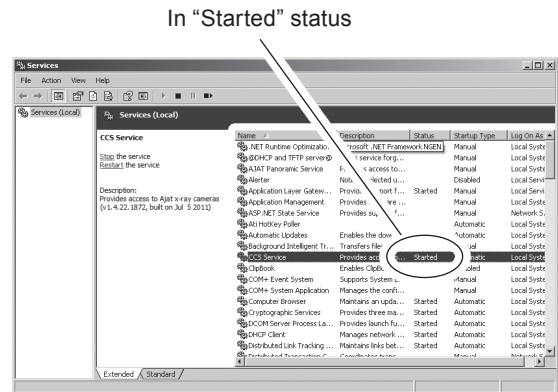 In “Started” status
Services
File Action View Help
Services (Local)
Services (Local)
CCS Service
Stop the service
Restart the service
Description:
Provides access to Ajat x-ray cameras
(v1.4.22.1872, built on Jul 5 2011)
Name Description Status Startup Type Log On As
.NET Runtime Optimizatio... Microsoft .NET Framework NGEN Manual Local Syste
@DHCP and TFTP server@ service forg... Manual Local Syste
AJAT Panoramic Service access to... Manual Local Syste
Alerter Disabled Local Servi
Application Layer Gatew... Started Manual Local Servi
Application Management Manual Local Syste
ASP.NET State Service Manual Network S
Ati HotKey Poller Automatic Local Syste
Automatic Updates Enables the Automatic Local Syste
Background Intelligent Tr... Transfers Local Syste
CCS Service Provides Started Local Syste
ClipBook Enables Local Syste
COM+ Event System Supports System Manual Local Syste
COM+ System Application Manages the confi... Manual Local Syste
Computer Browser Maintains an upda... Started Automatic Local Syste
Cryptographic Services Provides three ma... Started Automatic Local Syste
DCOM Server Process La... Provides launch fu... Started Automatic Local Syste
DHCP Client Manages network ... Started Automatic Local Syste
Distributed Link Tracking ... Maintains links bet... Started Automatic Local Syste
Extended Standard